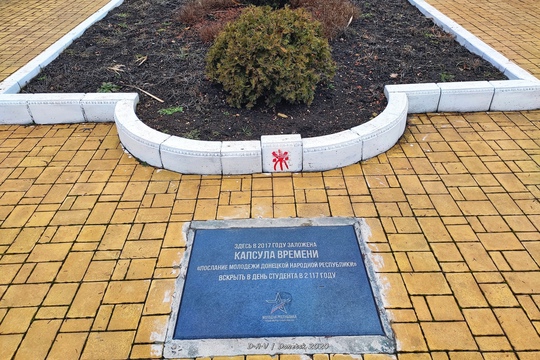 ЗДЕСЬ В 2017 ГОДУ ЗАЛОЖЕНА
КАПСУЛА ВРЕМЕНИ
«ПОСЛАНИЕ МОЛОДЕЖИ ДОНЕЦКОЙ НАРОДНОЙ РЕСПУБЛИКИ»
ВСКРЫТЬ В ДЕНЬ СТУДЕНТА В 2117 ГОДУ
D-A-V | Donetsk, 2020